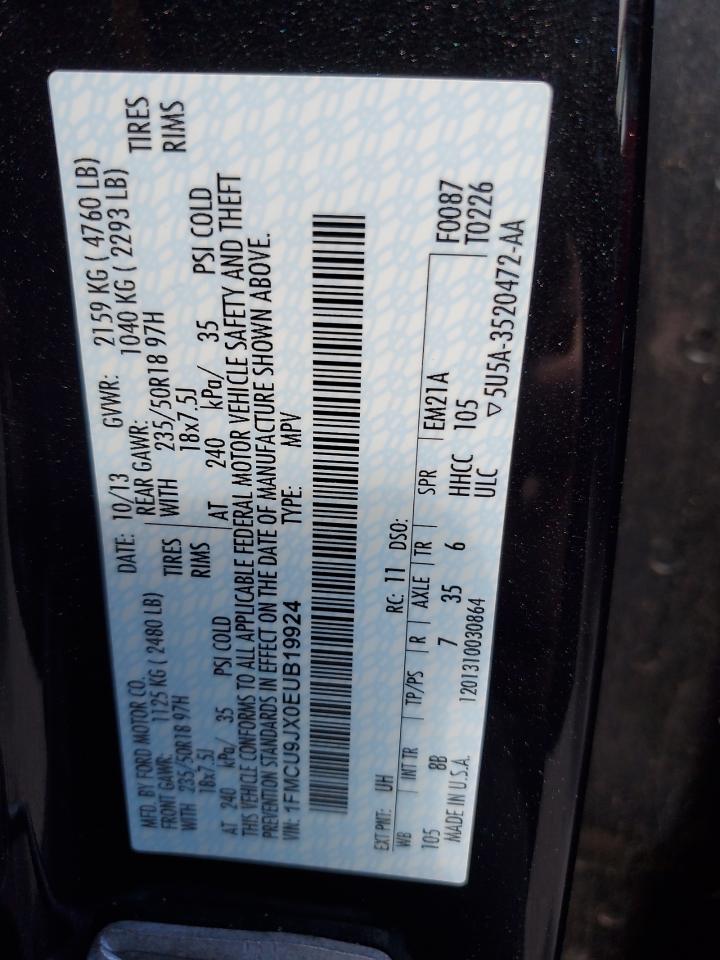 MFD. BY FORD MOTOR CO.
DATE: 10/13 GVWR: 2159 KG ( 4760 LB)
FRONT GAWR: 1125 KG ( 2480 LB)
REAR GAWR: 1040 KG ( 2293 LB)
WITH 235/50R18 97H TIRES
WITH 235/50R18 97H TIRES
18x7.5J RIMS
18x7.5J RIMS
AT 240 kPa/ 35 PSI COLD
AT 240 kPa/ 35 PSI COLD
THIS VEHICLE CONFORMS TO ALL APPLICABLE FEDERAL MOTOR VEHICLE SAFETY AND THEFT
PREVENTION STANDARDS IN EFFECT ON THE DATE OF MANUFACTURE SHOWN ABOVE.
VIN: 1FMCU9JX0EUB19924 TYPE: MPV
F0087
T0226
EXT PNT: UH RC: 11 DSO:
WB INT TR TP/PS R AXLE TR SPR EM21A
105 8B 7 35 6 HHCC 105
MADE IN U.S.A. 1201310030864 ULC ▽5U5A-3520472-AA